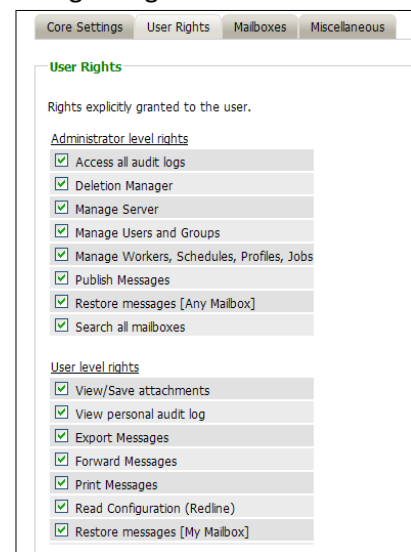 Core Settings User Rights Mailboxes Miscellaneous
User Rights
Rights explicitly granted to the user.
Administrator level rights
Access all audit logs
Deletion Manager
Manage Server
Manage Users and Groups
Manage Workers, Schedules, Profiles, Jobs
Publish Messages
Restore messages [Any Mailbox]
Search all mailboxes
User level rights
View/Save attachments
View personal audit log
Export Messages
Forward Messages
Print Messages
Read Configuration (Redline)
Restore messages [My Mailbox]